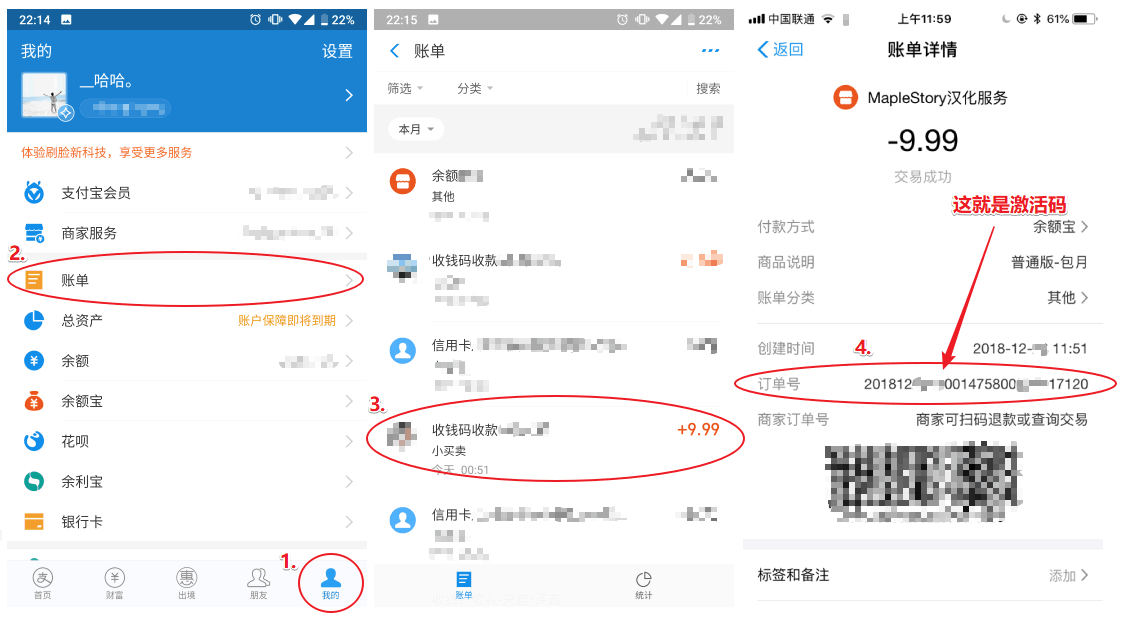 22:14
22%
我的
设置
__哈哈。
体验刷脸新科技，享受更多服务
支付宝会员
商家服务
2.
账单
总资产
账户保障即将到期
余额
余额宝
花呗
余利宝
银行卡
1.
首页
财富
出境
朋友
我的
22:15
22%
账单
筛选
分类
搜索
本月
余额
其他
收钱码收款
信用卡,
3.
收钱码收款
+9.99
小买卖
今天 00:51
信用卡,
账单
统计
中国联通
上午11:59
61%
返回
账单详情
MapleStory汉化服务
-9.99
交易成功
这就是激活码
付款方式
余额宝
商品说明
普通版-包月
账单分类
其他
创建时间
4.
2018-12-
11:51
订单号
201812
001475800
17120
商家订单号
商家可扫码退款或查询交易
标签和备注
添加